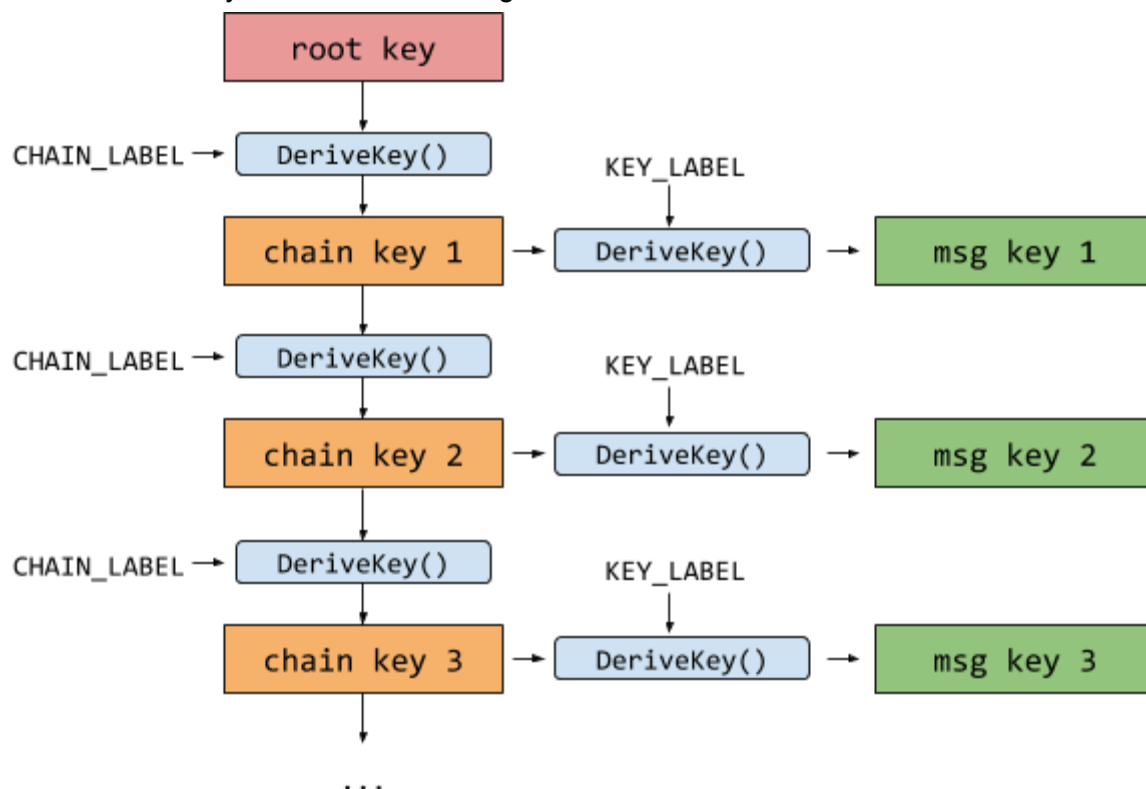 root key
CHAIN_LABEL
DeriveKey()
KEY_LABEL
chain key 1
DeriveKey()
msg key 1
CHAIN_LABEL
DeriveKey()
KEY_LABEL
chain key 2
DeriveKey()
msg key 2
CHAIN_LABEL
DeriveKey()
KEY_LABEL
chain key 3
DeriveKey()
msg key 3
...